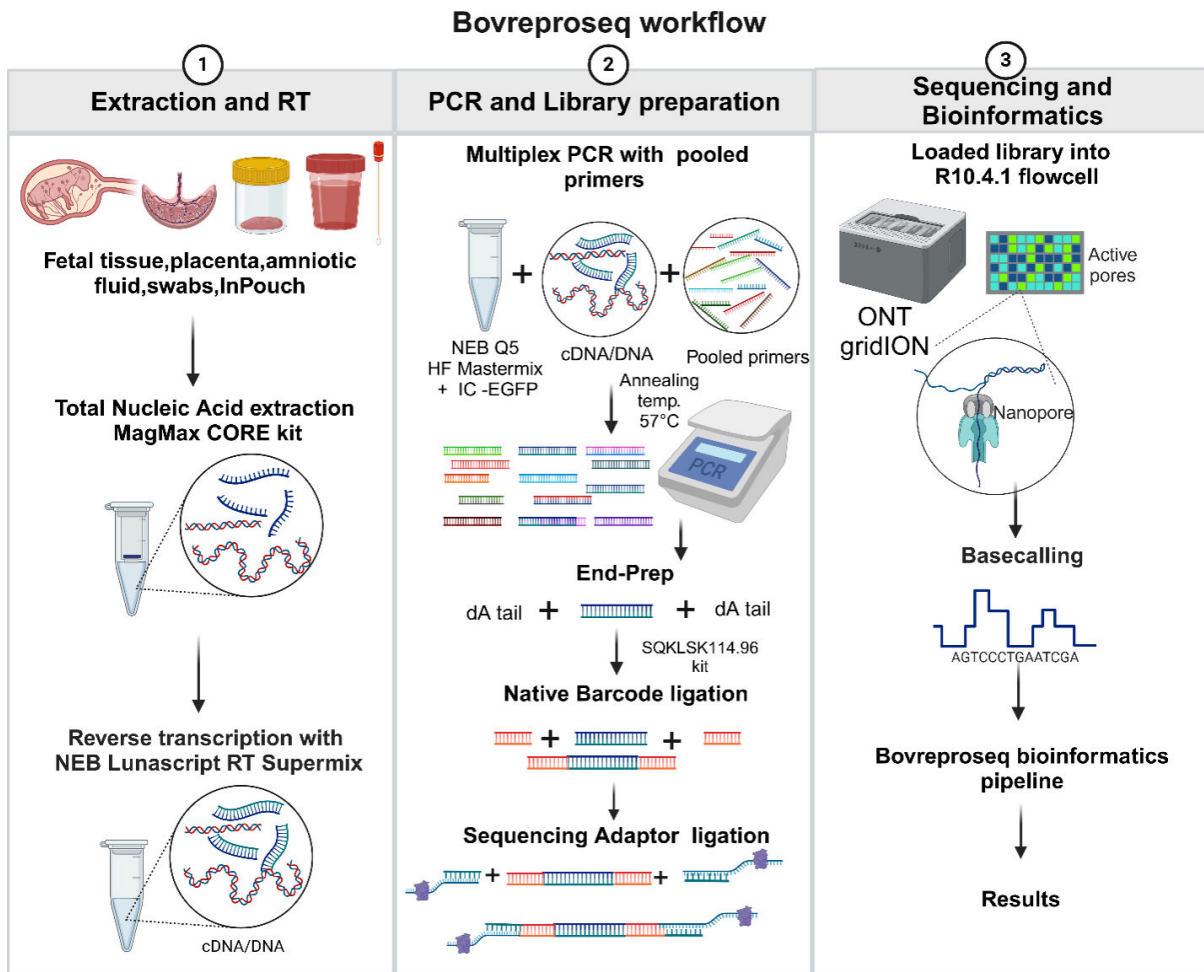 Bovreproseq workflow
1
Extraction and RT
Fetal tissue,placenta,amniotic
fluid,swabs,InPouch
Total Nucleic Acid extraction
MagMax CORE kit
Reverse transcription with
NEB Lunascript RT Supermix
cDNA/DNA
2
PCR and Library preparation
Multiplex PCR with pooled
primers
+
+
NEB Q5
HF Mastermix
+ IC -EGFP
cDNA/DNA
Pooled primers
Annealing
temp.
57°C
PCR
End-Prep
dA tail + + dA tail
SQKLSK114.96
kit
Native Barcode ligation
+ +
Sequencing Adaptor ligation
+ +
3
Sequencing and
Bioinformatics
Loaded library into
R10.4.1 flowcell
Active
pores
ONT
gridION
Nanopore
Basecalling
AGTCCCTGAATCGA
Bovreproseq bioinformatics
pipeline
Results